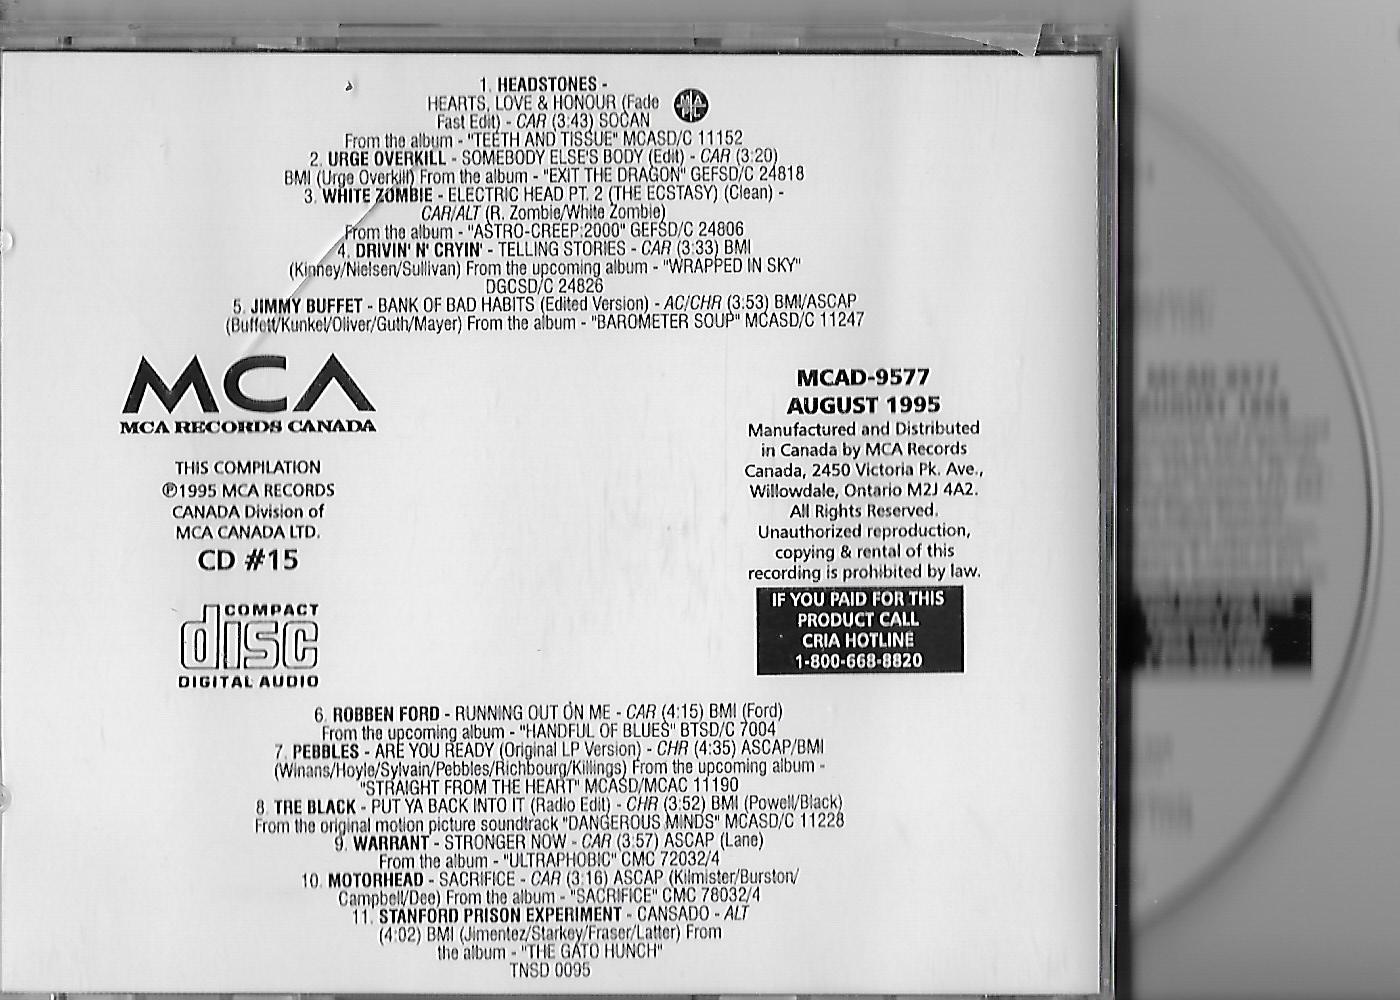 1. HEADSTONES -
HEARTS, LOVE & HONOUR (Fade
Fast Edit) - CAR (3:43) SOCAN
MAPL
From the album - "TEETH AND TISSUE" MCASD/C 11152
2. URGE OVERKILL - SOMEBODY ELSE'S BODY (Edit) - CAR (3:20)
BMI (Urge Overkill) From the album - "EXIT THE DRAGON" GEFSD/C 24818
3. WHITE ZOMBIE - ELECTRIC HEAD PT. 2 (THE ECSTASY) (Clean) -
CAR/ALT (R. Zombie/White Zombie)
From the album - "ASTRO-CREEP:2000" GEFSD/C 24806
4. DRIVIN' N' CRYIN' - TELLING STORIES - CAR (3:33) BMI
(Kinney/Nielsen/Sullivan) From the upcoming album - "WRAPPED IN SKY"
DGCSD/C 24826
5. JIMMY BUFFET - BANK OF BAD HABITS (Edited Version) - AC/CHR (3:53) BMI/ASCAP
(Buffett/Kunkel/Oliver/Guth/Mayer) From the album - "BAROMETER SOUP" MCASD/C 11247
MCA
MCA RECORDS CANADA
THIS COMPILATION
℗1995 MCA RECORDS
CANADA Division of
MCA CANADA LTD.
CD #15
COMPACT
disc
DIGITAL AUDIO
MCAD-9577
AUGUST 1995
Manufactured and Distributed
in Canada by MCA Records
Canada, 2450 Victoria Pk. Ave.,
Willowdale, Ontario M2J 4A2.
All Rights Reserved.
Unauthorized reproduction,
copying & rental of this
recording is prohibited by law.
IF YOU PAID FOR THIS
PRODUCT CALL
CRIA HOTLINE
1-800-668-8820
6. ROBBEN FORD - RUNNING OUT ON ME - CAR (4:15) BMI (Ford)
From the upcoming album - "HANDFUL OF BLUES" BTSD/C 7004
7. PEBBLES - ARE YOU READY (Original LP Version) - CHR (4:35) ASCAP/BMI
(Winans/Hoyle/Sylvain/Pebbles/Richbourg/Killings) From the upcoming album -
"STRAIGHT FROM THE HEART" MCASD/MCAC 11190
8. TRE BLACK - PUT YA BACK INTO IT (Radio Edit) - CHR (3:52) BMI (Powell/Black)
From the original motion picture soundtrack "DANGEROUS MINDS" MCASD/C 11228
9. WARRANT - STRONGER NOW - CAR (3:57) ASCAP (Lane)
From the album - "ULTRAPHOBIC" CMC 72032/4
10. MOTORHEAD - SACRIFICE - CAR (3:16) ASCAP (Kilmister/Burston/
Campbell/Dee) From the album - "SACRIFICE" CMC 78032/4
11. STANFORD PRISON EXPERIMENT - CANSADO - ALT
(4:02) BMI (Jimentez/Starkey/Fraser/Latter) From
the album - "THE GATO HUNCH"
TNSD 0095
MCAD-9577
AUGUST 1995